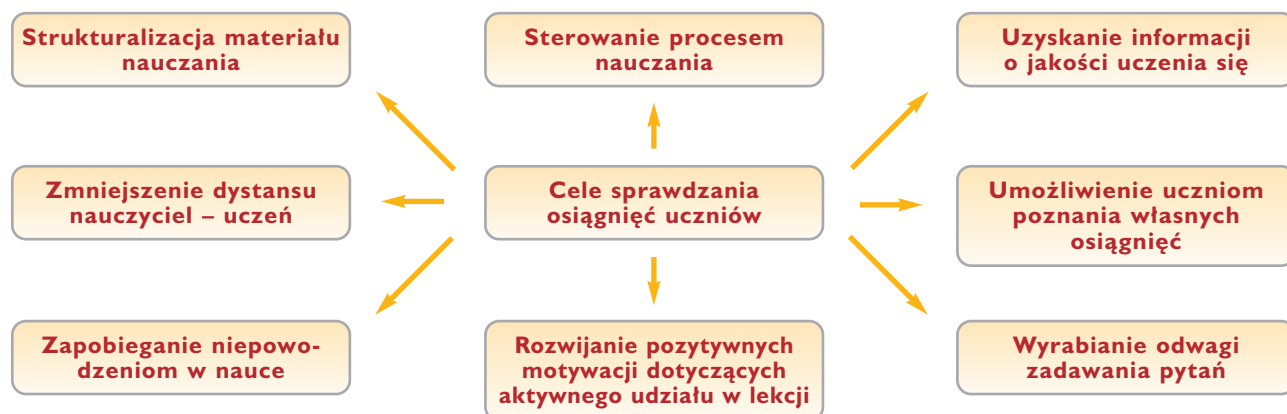 Strukturalizacja materiału
nauczania
Sterowanie procesem
nauczania
Uzyskanie informacji
o jakości uczenia się
Zmniejszenie dystansu
nauczyciel – uczeń
Cele sprawdzania
osiągnięć uczniów
Umożliwienie uczniom
poznania własnych
osiągnięć
Zapobieganie niepowo-
dzeniom w nauce
Rozwijanie pozytywnych
motywacji dotyczących
aktywnego udziału w lekcji
Wyrabianie odwagi
zadawania pytań